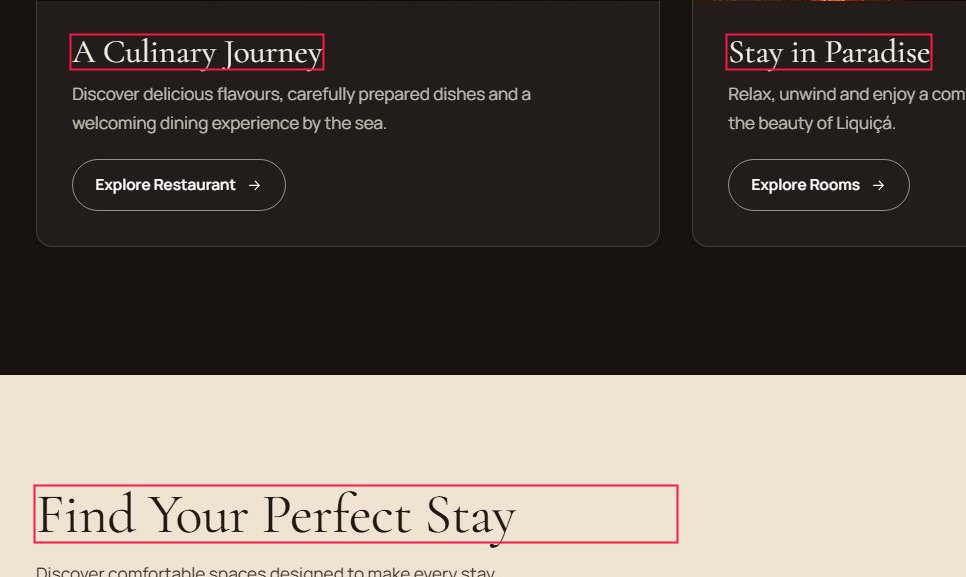 A Culinary Journey
Discover delicious flavours, carefully prepared dishes and a
welcoming dining experience by the sea.
Explore Restaurant →
Stay in Paradise
Relax, unwind and enjoy a
the beauty of Liquiçá.
Explore Rooms →
Find Your Perfect Stay
Discover comfortable spaces designed to make every stay